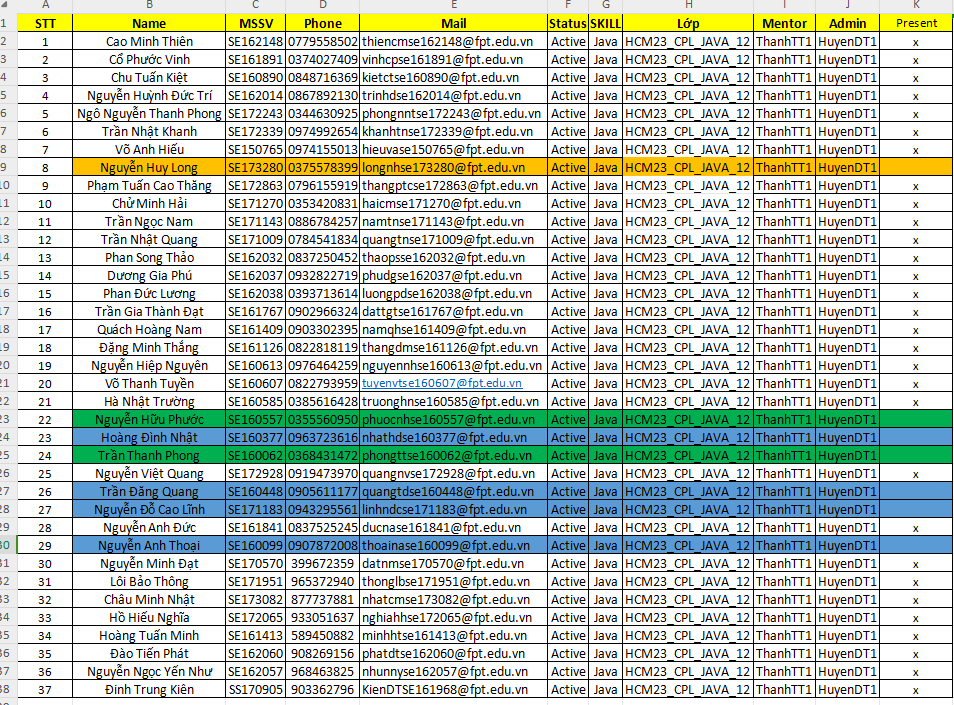 A B C D E F G H I J K
1 STT Name MSSV Phone Mail Status SKILL Lớp Mentor Admin Present
2 1 Cao Minh Thiên SE162148 0779558502 thiencmse162148@fpt.edu.vn Active Java HCM23_CPL_JAVA_12 ThanhTT1 HuyenDT1 x
3 2 Cổ Phước Vinh SE161891 0374027409 vinhcpse161891@fpt.edu.vn Active Java HCM23_CPL_JAVA_12 ThanhTT1 HuyenDT1 x
4 3 Chu Tuấn Kiệt SE160890 0848716369 kietctse160890@fpt.edu.vn Active Java HCM23_CPL_JAVA_12 ThanhTT1 HuyenDT1 x
5 4 Nguyễn Huỳnh Đức Trí SE162014 0867892130 trinhdse162014@fpt.edu.vn Active Java HCM23_CPL_JAVA_12 ThanhTT1 HuyenDT1 x
6 5 Ngô Nguyễn Thanh Phong SE172243 0344630925 phongnntse172243@fpt.edu.vn Active Java HCM23_CPL_JAVA_12 ThanhTT1 HuyenDT1 x
7 6 Trần Nhật Khanh SE172339 0974992654 khanhtnse172339@fpt.edu.vn Active Java HCM23_CPL_JAVA_12 ThanhTT1 HuyenDT1 x
8 7 Võ Anh Hiếu SE150765 0974155013 hieuvase150765@fpt.edu.vn Active Java HCM23_CPL_JAVA_12 ThanhTT1 HuyenDT1 x
9 8 Nguyễn Huy Long SE173280 0375578399 longnhse173280@fpt.edu.vn Active Java HCM23_CPL_JAVA_12 ThanhTT1 HuyenDT1
10 9 Phạm Tuấn Cao Thăng SE172863 0796155919 thangptcse172863@fpt.edu.vn Active Java HCM23_CPL_JAVA_12 ThanhTT1 HuyenDT1 x
11 10 Chử Minh Hải SE171270 0353420831 haicmse171270@fpt.edu.vn Active Java HCM23_CPL_JAVA_12 ThanhTT1 HuyenDT1 x
12 11 Trần Ngọc Nam SE171143 0886784257 namtnse171143@fpt.edu.vn Active Java HCM23_CPL_JAVA_12 ThanhTT1 HuyenDT1 x
13 12 Trần Nhật Quang SE171009 0784541834 quangtnse171009@fpt.edu.vn Active Java HCM23_CPL_JAVA_12 ThanhTT1 HuyenDT1 x
14 13 Phan Song Thảo SE162032 0837250452 thaopsse162032@fpt.edu.vn Active Java HCM23_CPL_JAVA_12 ThanhTT1 HuyenDT1 x
15 14 Dương Gia Phú SE162037 0932822719 phudgse162037@fpt.edu.vn Active Java HCM23_CPL_JAVA_12 ThanhTT1 HuyenDT1 x
16 15 Phan Đức Lương SE162038 0393713614 luongpdse162038@fpt.edu.vn Active Java HCM23_CPL_JAVA_12 ThanhTT1 HuyenDT1 x
17 16 Trần Gia Thành Đạt SE161767 0902966324 dattgtse161767@fpt.edu.vn Active Java HCM23_CPL_JAVA_12 ThanhTT1 HuyenDT1 x
18 17 Quách Hoàng Nam SE161409 0903302395 namqhse161409@fpt.edu.vn Active Java HCM23_CPL_JAVA_12 ThanhTT1 HuyenDT1 x
19 18 Đặng Minh Thắng SE161126 0822818119 thangdmse161126@fpt.edu.vn Active Java HCM23_CPL_JAVA_12 ThanhTT1 HuyenDT1 x
20 19 Nguyễn Hiệp Nguyên SE160613 0976464259 nguyennhse160613@fpt.edu.vn Active Java HCM23_CPL_JAVA_12 ThanhTT1 HuyenDT1 x
21 20 Võ Thanh Tuyền SE160607 0822793959 tuyenvtse160607@fpt.edu.vn Active Java HCM23_CPL_JAVA_12 ThanhTT1 HuyenDT1 x
22 21 Hà Nhật Trường SE160585 0385616428 truonghnse160585@fpt.edu.vn Active Java HCM23_CPL_JAVA_12 ThanhTT1 HuyenDT1 x
23 22 Nguyễn Hữu Phước SE160557 0355560950 phuocnhse160557@fpt.edu.vn Active Java HCM23_CPL_JAVA_12 ThanhTT1 HuyenDT1
24 23 Hoàng Đình Nhật SE160377 0963723616 nhathdse160377@fpt.edu.vn Active Java HCM23_CPL_JAVA_12 ThanhTT1 HuyenDT1
25 24 Trần Thanh Phong SE160062 0368431472 phongttse160062@fpt.edu.vn Active Java HCM23_CPL_JAVA_12 ThanhTT1 HuyenDT1
26 25 Nguyễn Việt Quang SE172928 0919473970 quangnvse172928@fpt.edu.vn Active Java HCM23_CPL_JAVA_12 ThanhTT1 HuyenDT1 x
27 26 Trần Đăng Quang SE160448 0905611177 quangtdse160448@fpt.edu.vn Active Java HCM23_CPL_JAVA_12 ThanhTT1 HuyenDT1
28 27 Nguyễn Đỗ Cao Lĩnh SE171183 0943295561 linhndcse171183@fpt.edu.vn Active Java HCM23_CPL_JAVA_12 ThanhTT1 HuyenDT1
29 28 Nguyễn Anh Đức SE161841 0837525245 ducnase161841@fpt.edu.vn Active Java HCM23_CPL_JAVA_12 ThanhTT1 HuyenDT1 x
30 29 Nguyễn Anh Thoại SE160099 0907872008 thoainase160099@fpt.edu.vn Active Java HCM23_CPL_JAVA_12 ThanhTT1 HuyenDT1
31 30 Nguyễn Minh Đạt SE170570 399672359 datnmse170570@fpt.edu.vn Active Java HCM23_CPL_JAVA_12 ThanhTT1 HuyenDT1 x
32 31 Lôi Bảo Thông SE171951 965372940 thonglbse171951@fpt.edu.vn Active Java HCM23_CPL_JAVA_12 ThanhTT1 HuyenDT1 x
33 32 Châu Minh Nhật SE173082 877737881 nhatcmse173082@fpt.edu.vn Active Java HCM23_CPL_JAVA_12 ThanhTT1 HuyenDT1 x
34 33 Hồ Hiếu Nghĩa SE172065 933051637 nghiahhse172065@fpt.edu.vn Active Java HCM23_CPL_JAVA_12 ThanhTT1 HuyenDT1 x
35 34 Hoàng Tuấn Minh SE161413 589450882 minhhtse161413@fpt.edu.vn Active Java HCM23_CPL_JAVA_12 ThanhTT1 HuyenDT1 x
36 35 Đào Tiến Phát SE162060 908269156 phatdtse162060@fpt.edu.vn Active Java HCM23_CPL_JAVA_12 ThanhTT1 HuyenDT1 x
37 36 Nguyễn Ngọc Yến Như SE162057 968463825 nhunnyse162057@fpt.edu.vn Active Java HCM23_CPL_JAVA_12 ThanhTT1 HuyenDT1 x
38 37 Đinh Trung Kiên SS170905 903362796 KienDTSE161968@fpt.edu.vn Active Java HCM23_CPL_JAVA_12 ThanhTT1 HuyenDT1 x